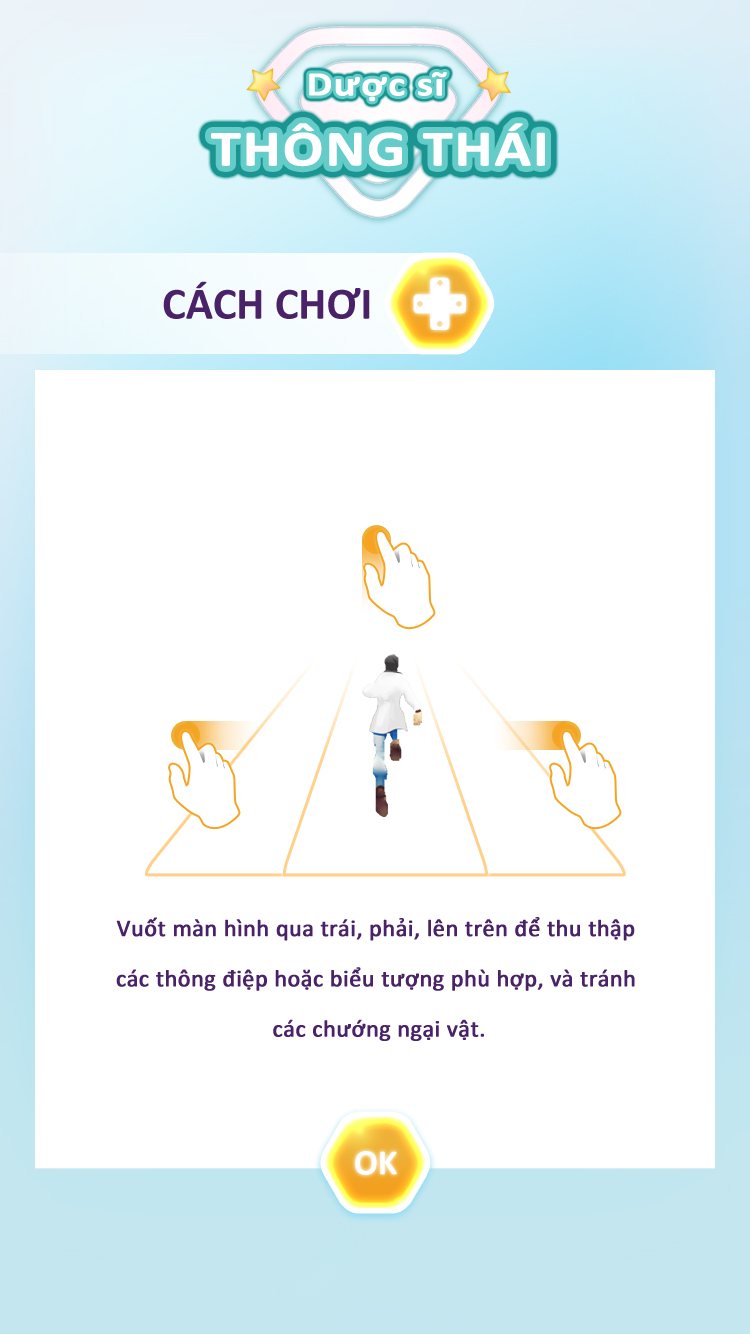 Dược sĩ
THÔNG THÁI
CÁCH CHƠI
Vuốt màn hình qua trái, phải, lên trên để thu thập
các thông điệp hoặc biểu tượng phù hợp, và tránh
các chướng ngại vật.
OK